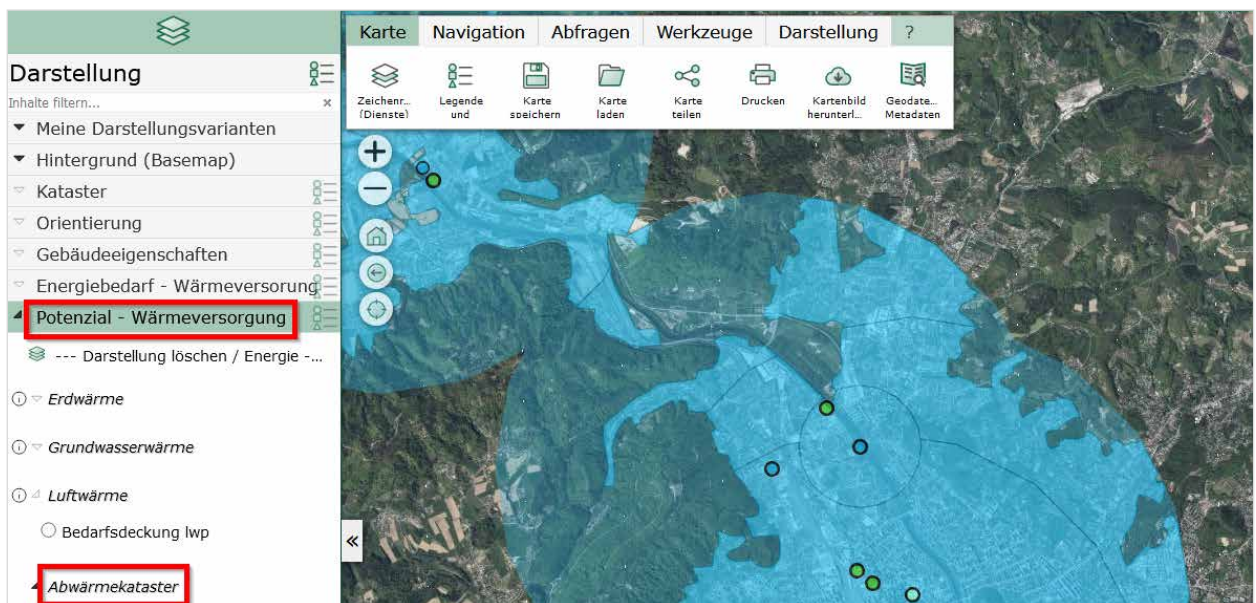 Darstellung
Inhalte filtern... ×
Meine Darstellungsvarianten
Hintergrund (Basemap)
Kataster
Orientierung
Gebäudeeigenschaften
Energiebedarf - Wärmeversorung
Potenzial - Wärmeversorgung
--- Darstellung löschen / Energie -...
Erdwärme
Grundwasserwärme
Luftwärme
Bedarfsdeckung lwp
Abwärmekataster
Karte Navigation Abfragen Werkzeuge Darstellung ?
Zeichenr... Legende Karte Karte Karte Drucken Kartenbild Geodate...
(Dienste) und speichern laden teilen herunterl... Metadaten
«